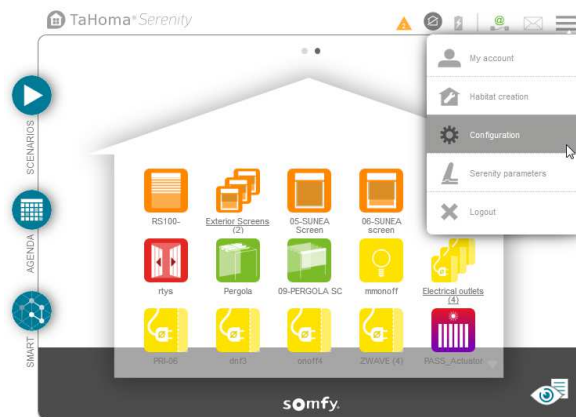 TaHoma® Serenity
@
My account
Habitat creation
Configuration
Serenity parameters
Logout
SCENARIOS
AGENDA
SMART
RS100-
Exterior Screens
(2)
05-SUNEA
Screen
06-SUNEA
screen
rtys
Pergola
09-PERGOLA SC
mmonoff
Electrical outlets
(4)
PRI-06
dnf3
onoff4
ZWAVE (4)
PASS_Actuator
somfy.